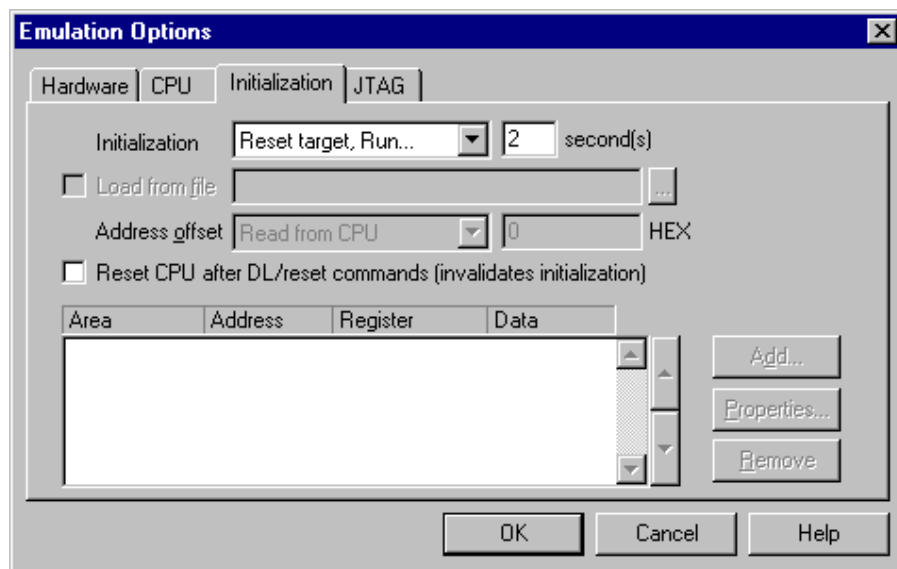 Emulation Options
Hardware CPU Initialization JTAG
Initialization Reset target, Run... 2 second(s)
Load from file ...
Address offset Read from CPU 0 HEX
Reset CPU after DL/reset commands (invalidates initialization)
Area Address Register Data
Add...
Properties...
Remove
OK Cancel Help